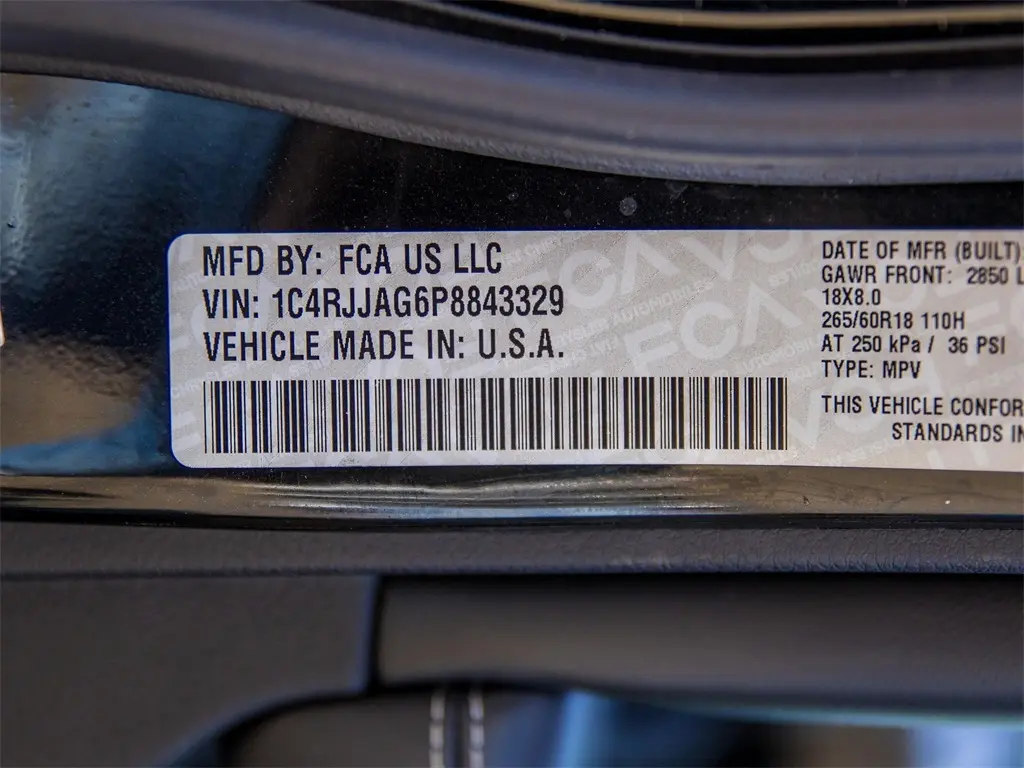 MFD BY: FCA US LLC
VIN: 1C4RJJAG6P8843329
VEHICLE MADE IN: U.S.A.
DATE OF MFR (BUILT)
GAWR FRONT: 2850 L
18X8.0
265/60R18 110H
AT 250 kPa / 36 PSI
TYPE: MPV
THIS VEHICLE CONFOR
STANDARDS IN